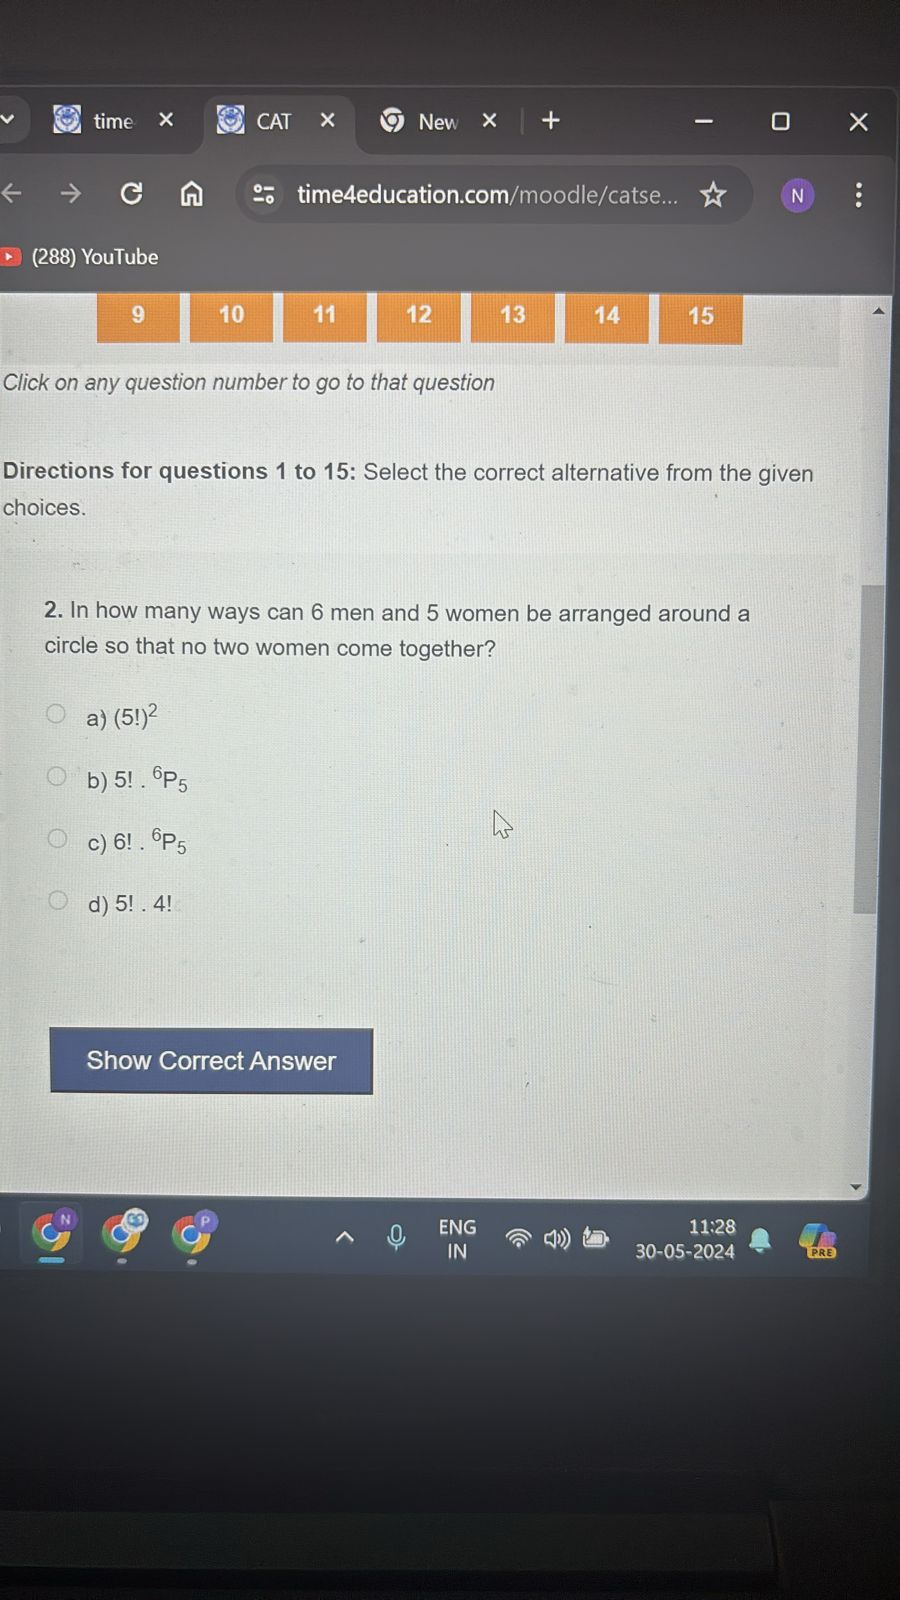 time
CAT
New
time4education.com/moodle/catse...
N
(288) YouTube
9 10 11 12 13 14 15
Click on any question number to go to that question
Directions for questions 1 to 15: Select the correct alternative from the given
choices.
2. In how many ways can 6 men and 5 women be arranged around a
circle so that no two women come together?
a) (5!)²
b) 5! . ⁶P₅
c) 6! . ⁶P₅
d) 5! . 4!
Show Correct Answer
N
P
ENG
IN
11:28
30-05-2024
PRE